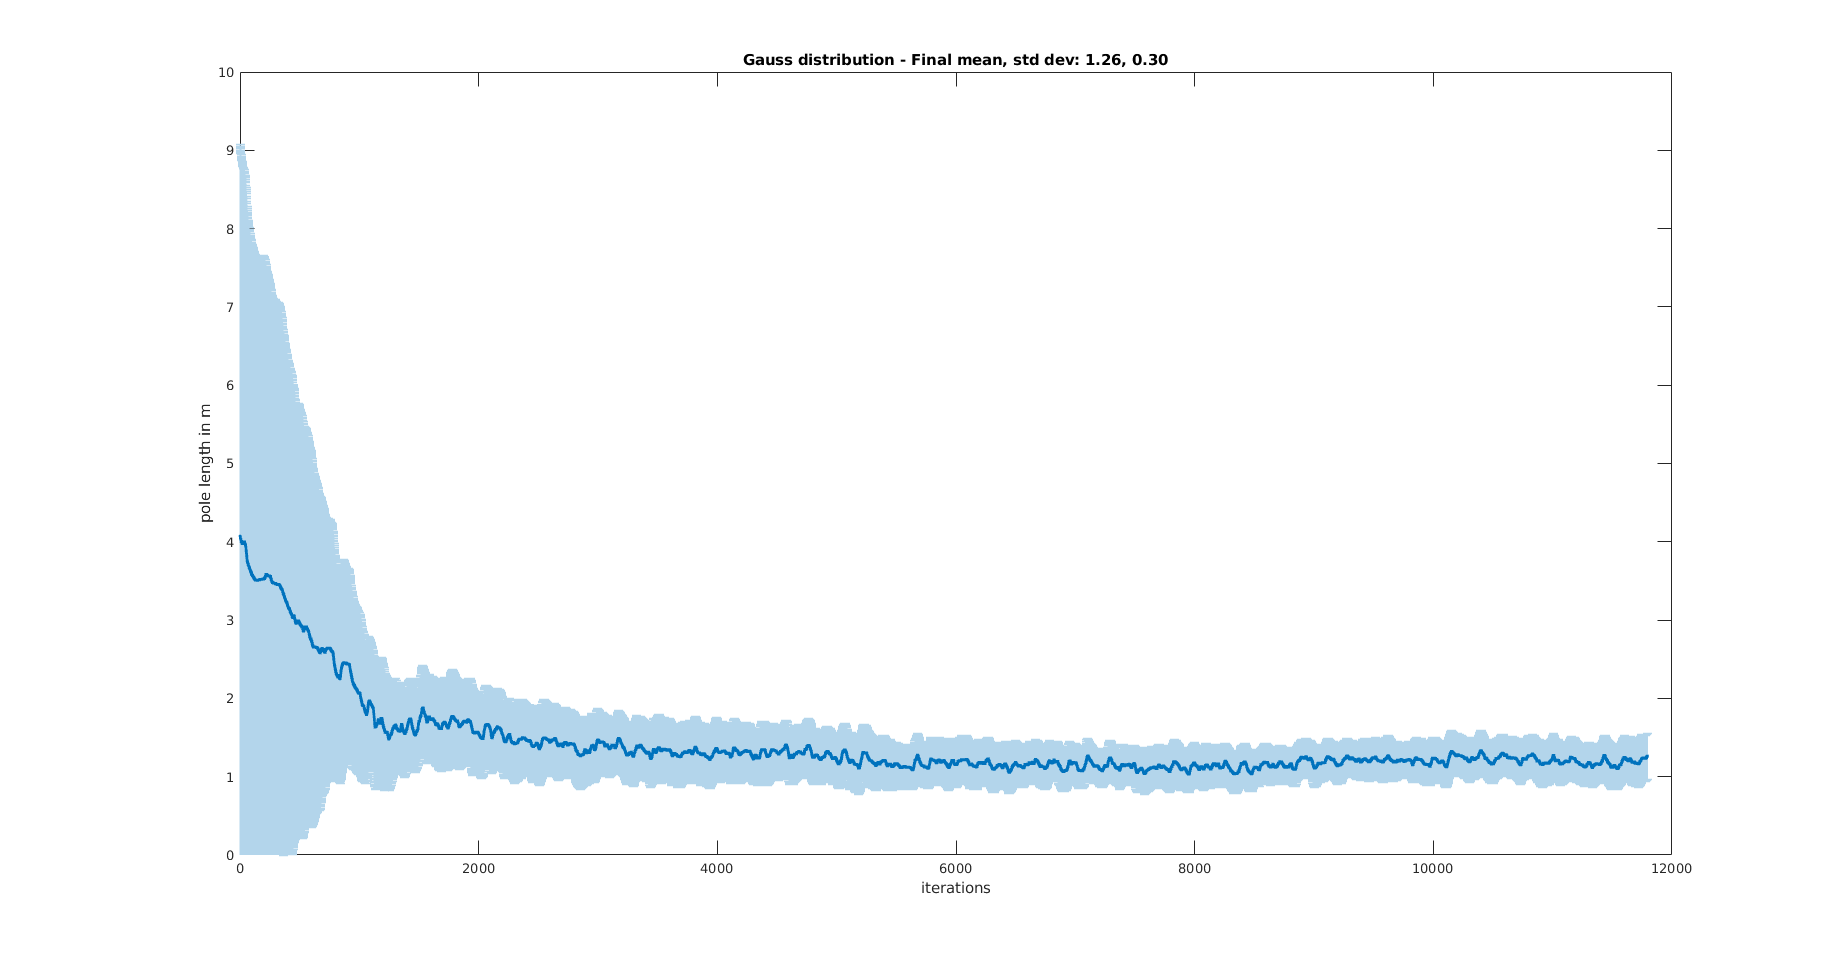 Gauss distribution - Final mean, std dev: 1.26, 0.30
10
9
8
7
6
5
4
3
2
1
0
pole length in m
0 2000 4000 6000 8000 10000 12000
iterations